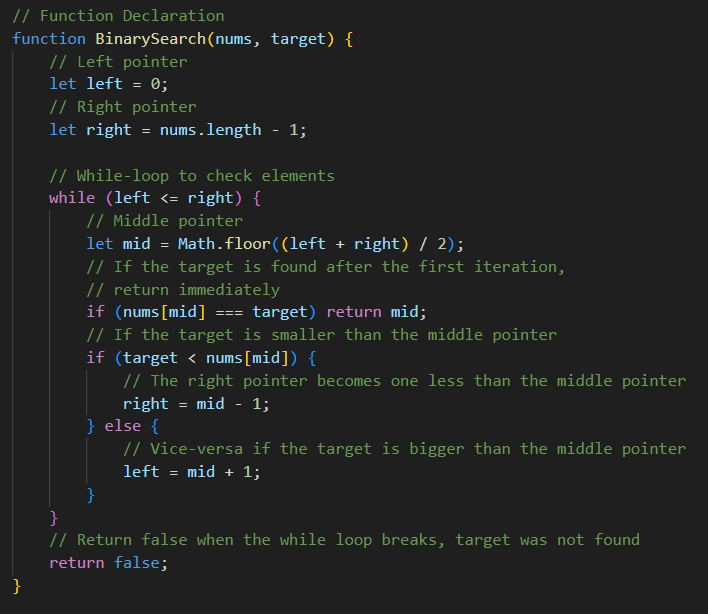 // Function Declaration
function BinarySearch(nums, target) {
    // Left pointer
    let left = 0;
    // Right pointer
    let right = nums.length - 1;

    // While-loop to check elements
    while (left <= right) {
        // Middle pointer
        let mid = Math.floor((left + right) / 2);
        // If the target is found after the first iteration,
        // return immediately
        if (nums[mid] === target) return mid;
        // If the target is smaller than the middle pointer
        if (target < nums[mid]) {
            // The right pointer becomes one less than the middle pointer
            right = mid - 1;
        } else {
            // Vice-versa if the target is bigger than the middle pointer
            left = mid + 1;
        }
    }
    // Return false when the while loop breaks, target was not found
    return false;
}